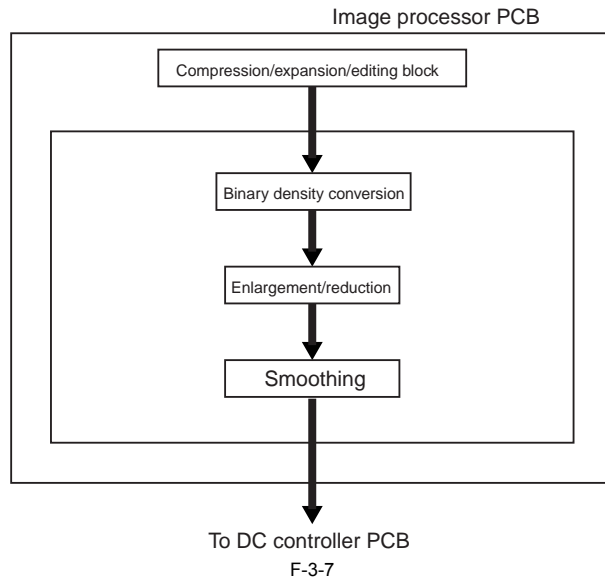 Image processor PCB
Compression/expansion/editing block
Binary density conversion
Enlargement/reduction
Smoothing
To DC controller PCB
F-3-7